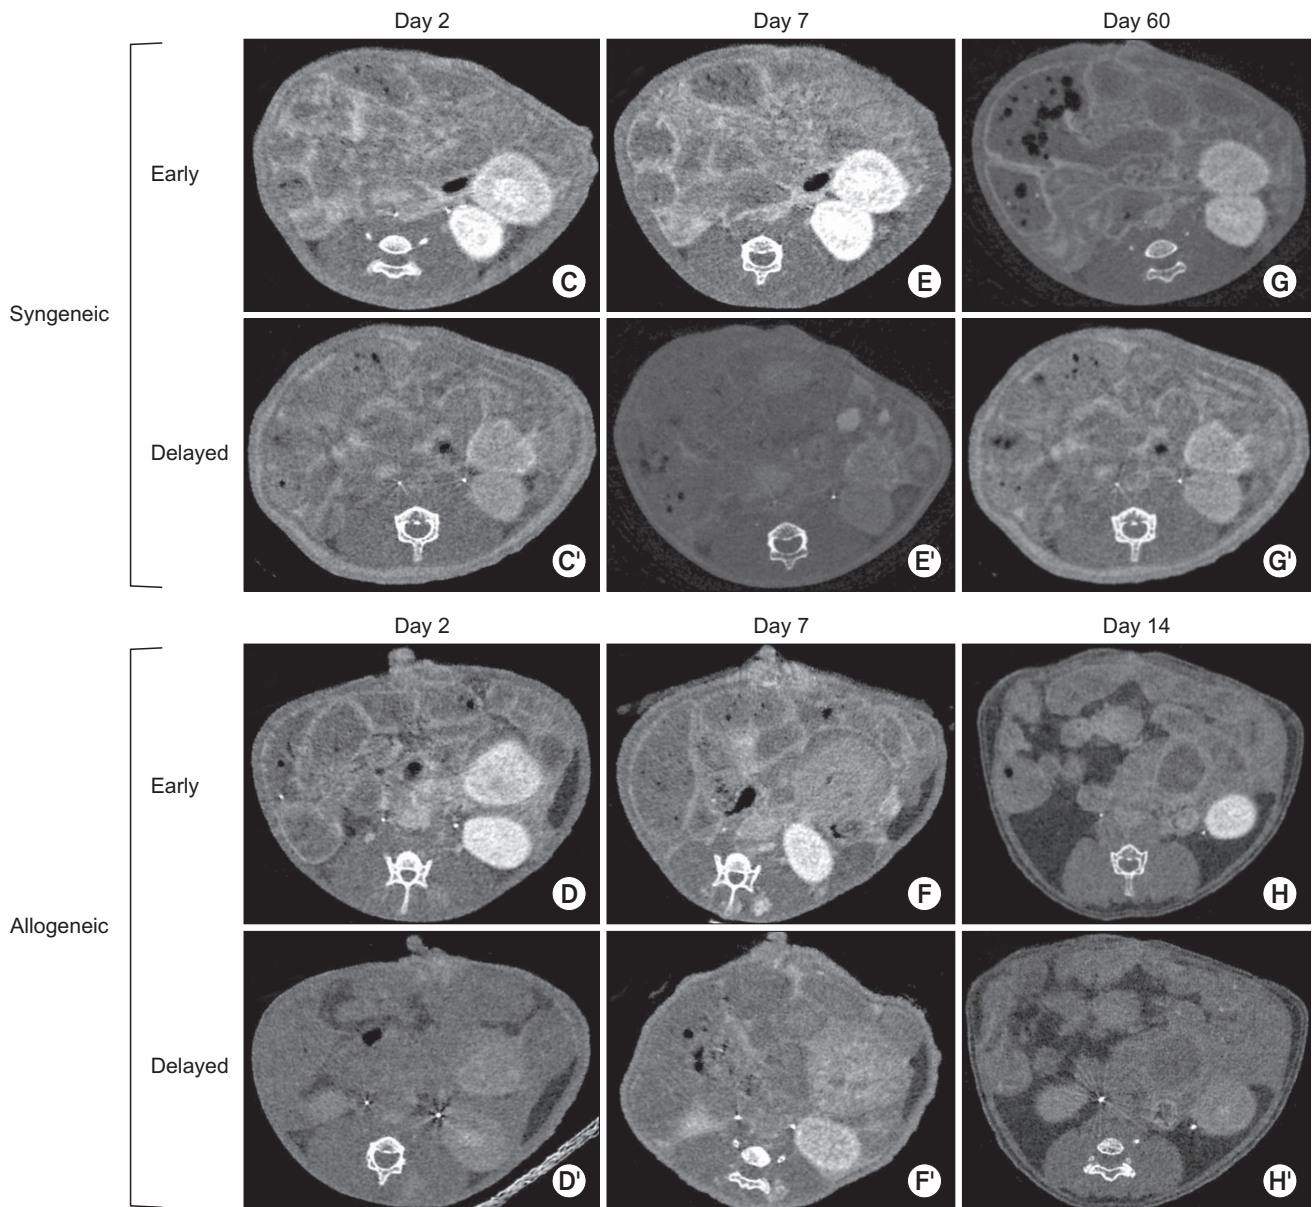 Day 2 Day 7 Day 60
Early
C E G
Syngeneic
Delayed
C' E' G'
Day 2 Day 7 Day 14
Early
D F H
Allogeneic
Delayed
D' F' H'